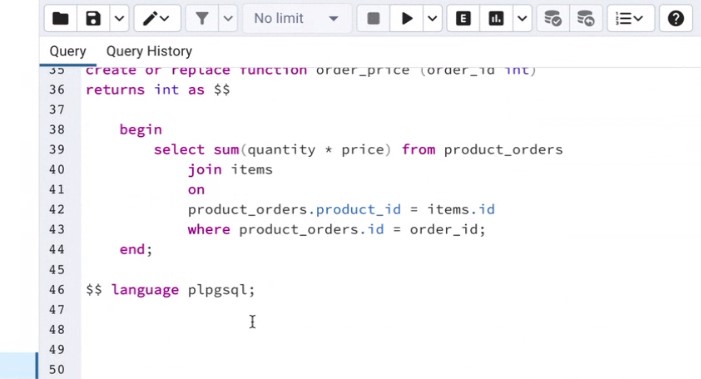 No limit
E
Query Query History
35 create or replace function order_price (order_id int)
36 returns int as $$
37
38 begin
39 select sum(quantity * price) from product_orders
40 join items
41 on
42 product_orders.product_id = items.id
43 where product_orders.id = order_id;
44 end;
45
46 $$ language plpgsql;
47
48
49
50